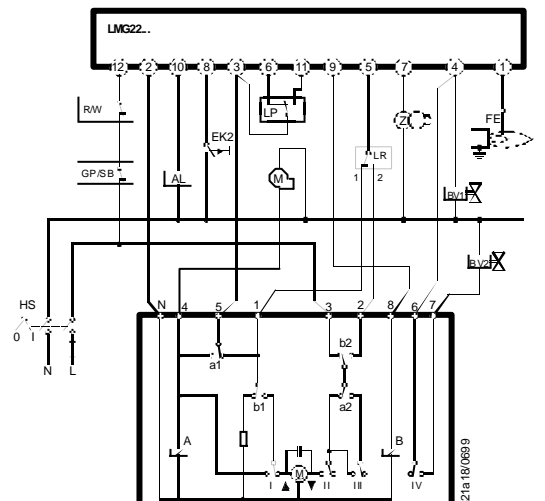 LMG22...
12 2 10 8 3 6 11 9 5 7 4 1
R/W
LP
EK2
Z
FE
GP/SB
AL
M
LR
1 2
BV1
BV2
HS
0 I
N L
N 4 5 1 3 2 8 6 7
a1
b2
b1
a2
A
B
I M II III IV
21a18/0699